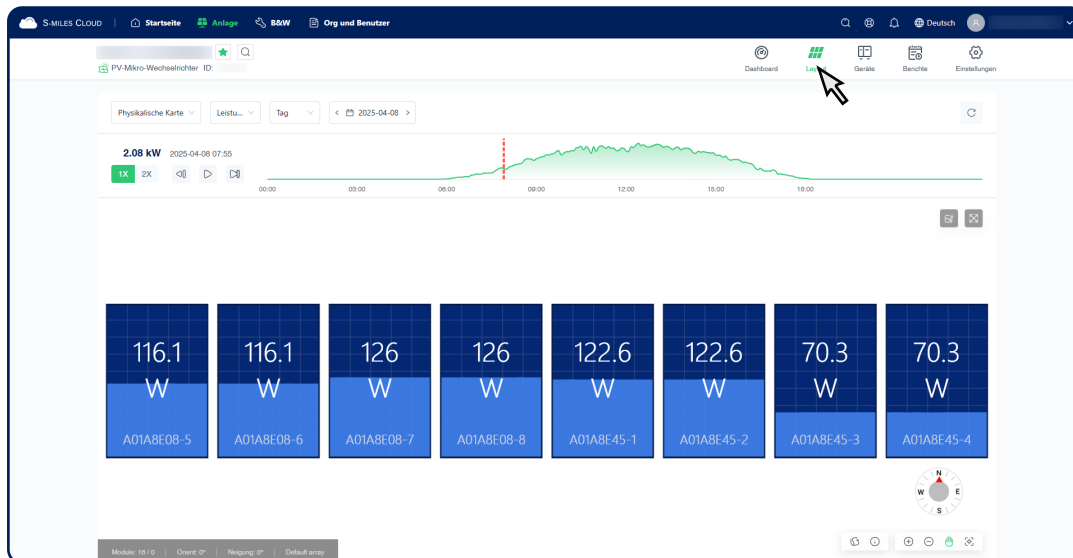 S-MILES CLOUD Startseite Anlage B&W Org und Benutzer Deutsch
PV-Mikro-Wechselrichter ID:
Dashboard Geräte Berichte Einstellungen
Physikalische Karte Leistu... Tag 2025-04-08
2.08 kW 2025-04-08 07:55
1X 2X
00:00 03:00 06:00 09:00 12:00 15:00 18:00
116.1 116.1 126 126 122.6 122.6 70.3 70.3
W W W W W W W W
A01A8E08-5 A01A8E08-6 A01A8E08-7 A01A8E08-8 A01A8E45-1 A01A8E45-2 A01A8E45-3 A01A8E45-4
N
W E
S
Module: 16 / 0 Orient: 0° Neigung: 0° Default array